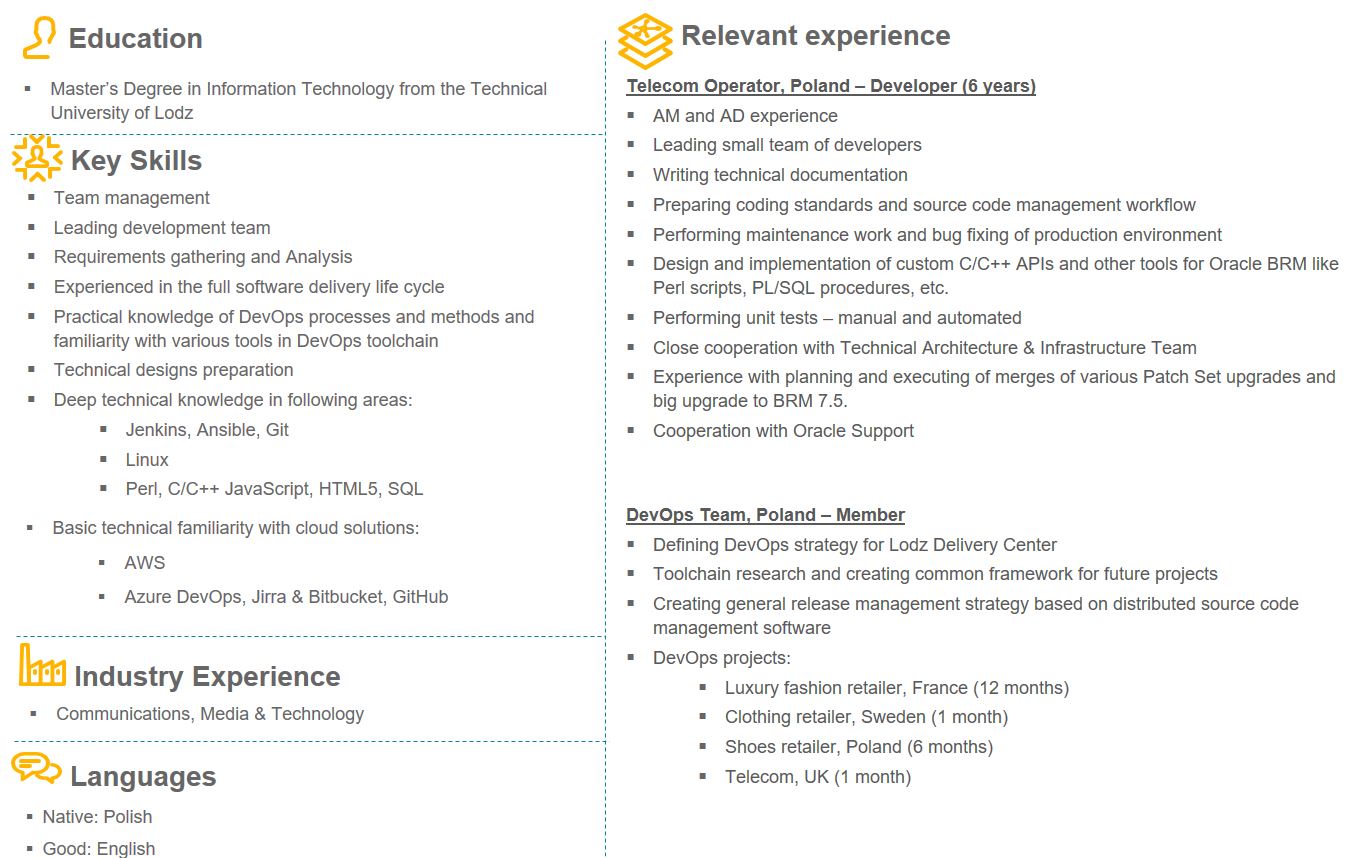 Education
Master's Degree in Information Technology from the Technical
University of Lodz
Key Skills
Team management
Leading development team
Requirements gathering and Analysis
Experienced in the full software delivery life cycle
Practical knowledge of DevOps processes and methods and
familiarity with various tools in DevOps toolchain
Technical designs preparation
Deep technical knowledge in following areas:
Jenkins, Ansible, Git
Linux
Perl, C/C++ JavaScript, HTML5, SQL
Basic technical familiarity with cloud solutions:
AWS
Azure DevOps, Jirra & Bitbucket, GitHub
Industry Experience
Communications, Media & Technology
Languages
Native: Polish
Good: English
Relevant experience
Telecom Operator, Poland – Developer (6 years)
AM and AD experience
Leading small team of developers
Writing technical documentation
Preparing coding standards and source code management workflow
Performing maintenance work and bug fixing of production environment
Design and implementation of custom C/C++ APIs and other tools for Oracle BRM like
Perl scripts, PL/SQL procedures, etc.
Performing unit tests – manual and automated
Close cooperation with Technical Architecture & Infrastructure Team
Experience with planning and executing of merges of various Patch Set upgrades and
big upgrade to BRM 7.5.
Cooperation with Oracle Support
DevOps Team, Poland – Member
Defining DevOps strategy for Lodz Delivery Center
Toolchain research and creating common framework for future projects
Creating general release management strategy based on distributed source code
management software
DevOps projects:
Luxury fashion retailer, France (12 months)
Clothing retailer, Sweden (1 month)
Shoes retailer, Poland (6 months)
Telecom, UK (1 month)